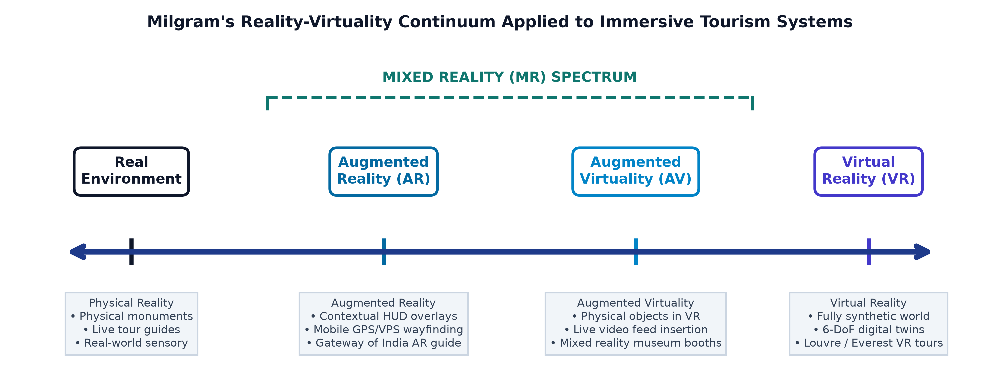 Milgram's Reality-Virtuality Continuum Applied to Immersive Tourism Systems
MIXED REALITY (MR) SPECTRUM
Real
Environment
Augmented
Reality (AR)
Augmented
Virtuality (AV)
Virtual
Reality (VR)
Physical Reality
• Physical monuments
• Live tour guides
• Real-world sensory
Augmented Reality
• Contextual HUD overlays
• Mobile GPS/VPS wayfinding
• Gateway of India AR guide
Augmented Virtuality
• Physical objects in VR
• Live video feed insertion
• Mixed reality museum booths
Virtual Reality
• Fully synthetic world
• 6-DoF digital twins
• Louvre / Everest VR tours